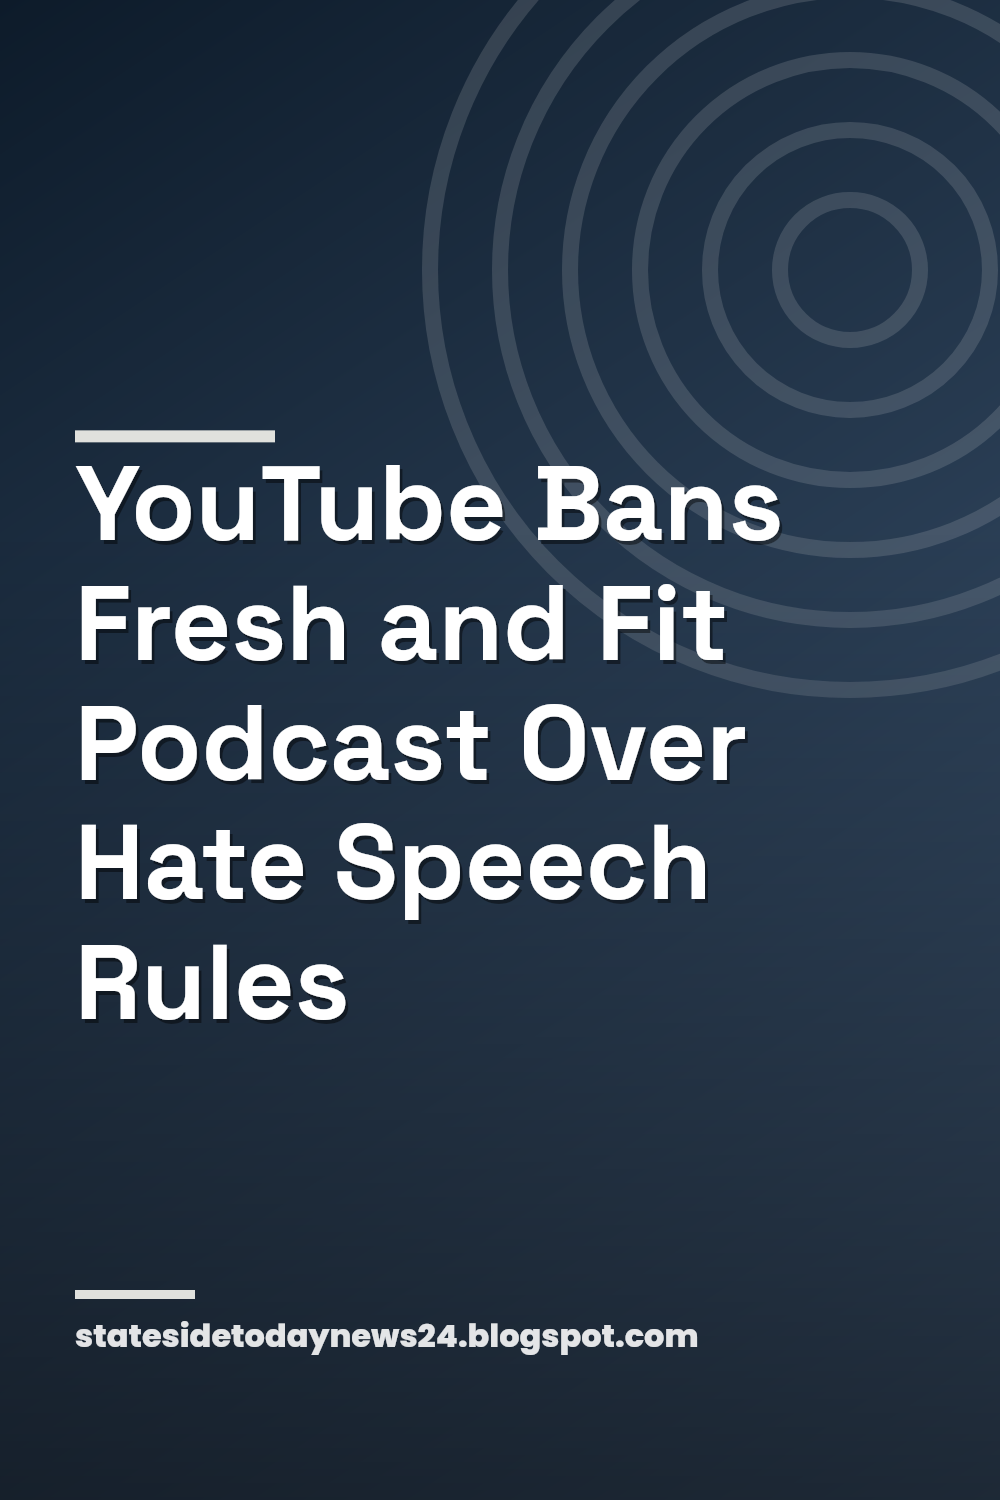 YouTube Bans
Fresh and Fit
Podcast Over
Hate Speech
Rules
statesidetodaynews24.blogspot.com